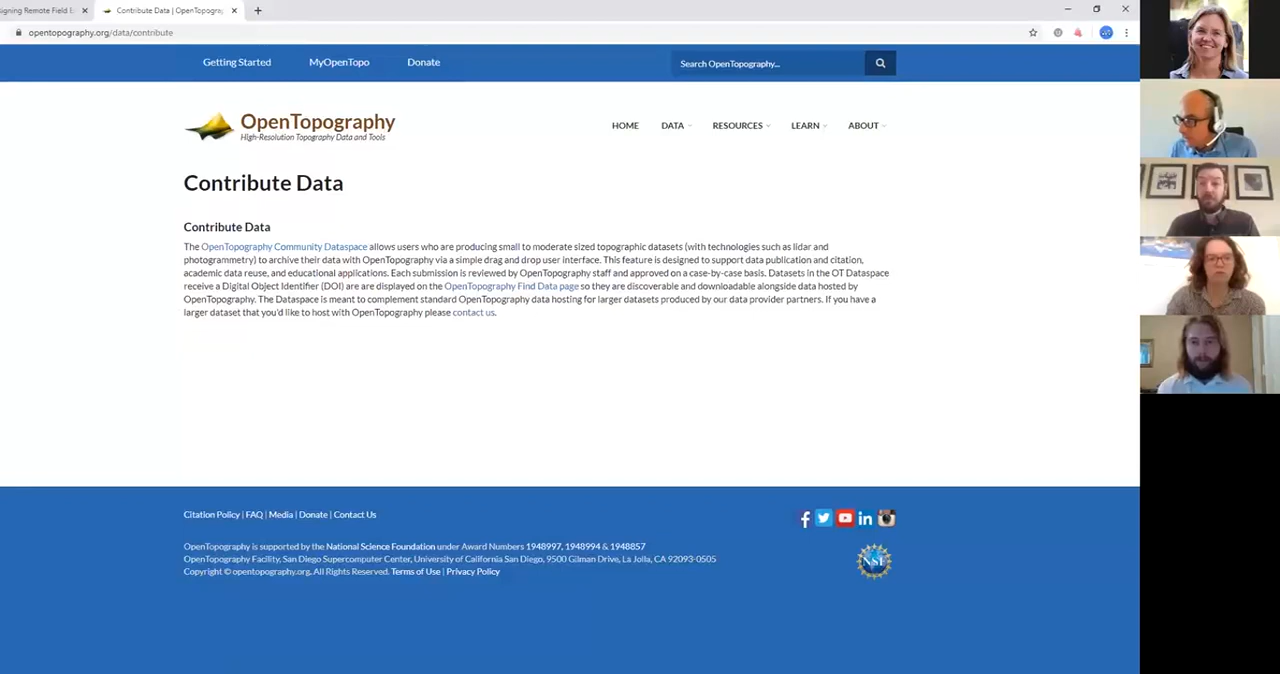 signing Remote Field E
Contribute Data | OpenTopograp
opentopography.org/data/contribute
Getting Started MyOpenTopo Donate
Search OpenTopography...
OpenTopography
High-Resolution Topography Data and Tools
HOME DATA RESOURCES LEARN ABOUT
Contribute Data
Contribute Data
The OpenTopography Community Dataspace allows users who are producing small to moderate sized topographic datasets (with technologies such as lidar and
photogrammetry) to archive their data with OpenTopography via a simple drag and drop user interface. This feature is designed to support data publication and citation,
academic data reuse, and educational applications. Each submission is reviewed by OpenTopography staff and approved on a case-by-case basis. Datasets in the OT Dataspace
receive a Digital Object Identifier (DOI) are are displayed on the OpenTopography Find Data page so they are discoverable and downloadable alongside data hosted by
OpenTopography. The Dataspace is meant to complement standard OpenTopography data hosting for larger datasets produced by our data provider partners. If you have a
larger dataset that you'd like to host with OpenTopography please contact us.
Citation Policy | FAQ | Media | Donate | Contact Us
OpenTopography is supported by the National Science Foundation under Award Numbers 1948997, 1948994 & 1948857
OpenTopography Facility, San Diego Supercomputer Center, University of California San Diego, 9500 Gilman Drive, La Jolla, CA 92093-0505
Copyright © opentopography.org. All Rights Reserved. Terms of Use | Privacy Policy
NSF